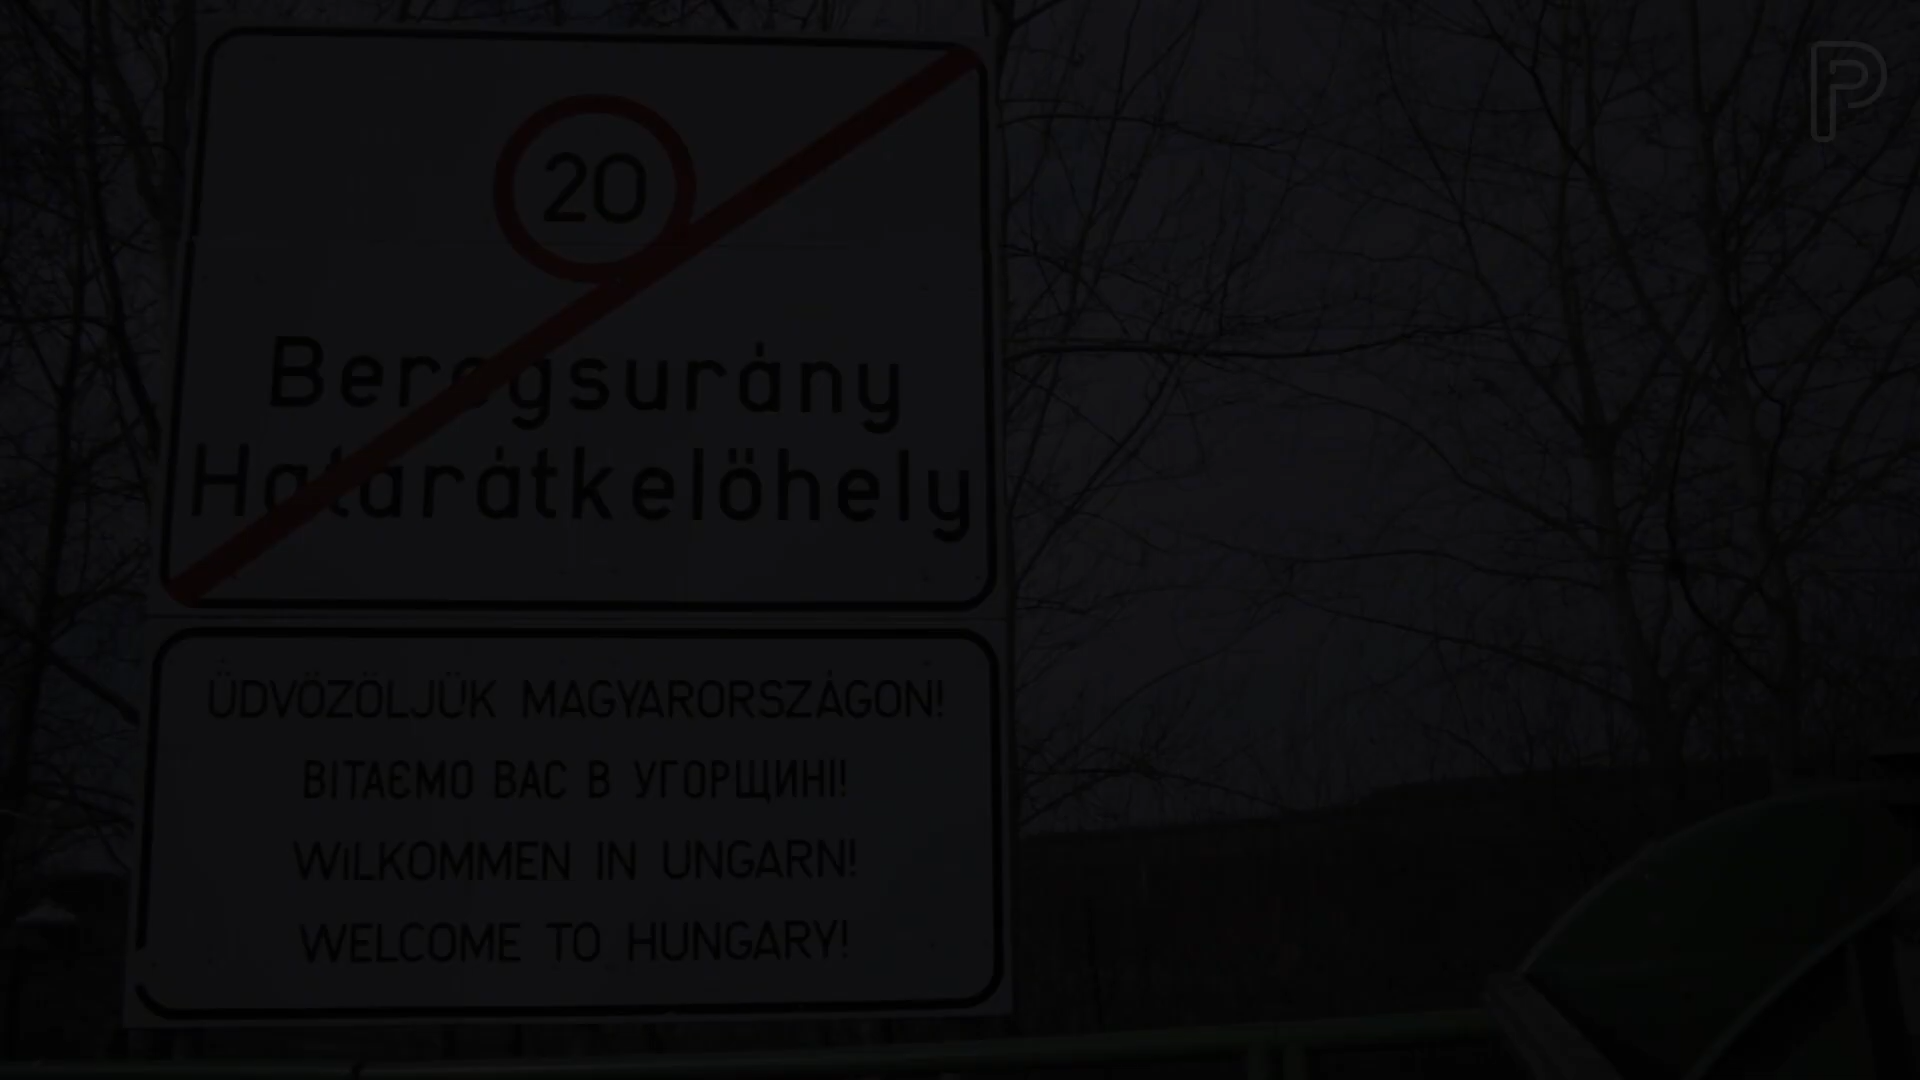 20
Beregsurány
Határátkelőhely
ÜDVÖZÖLJÜK MAGYARORSZÁGON!
ВІТАЄМО ВАС В УГОРЩИНІ!
WILKOMMEN IN UNGARN!
WELCOME TO HUNGARY!